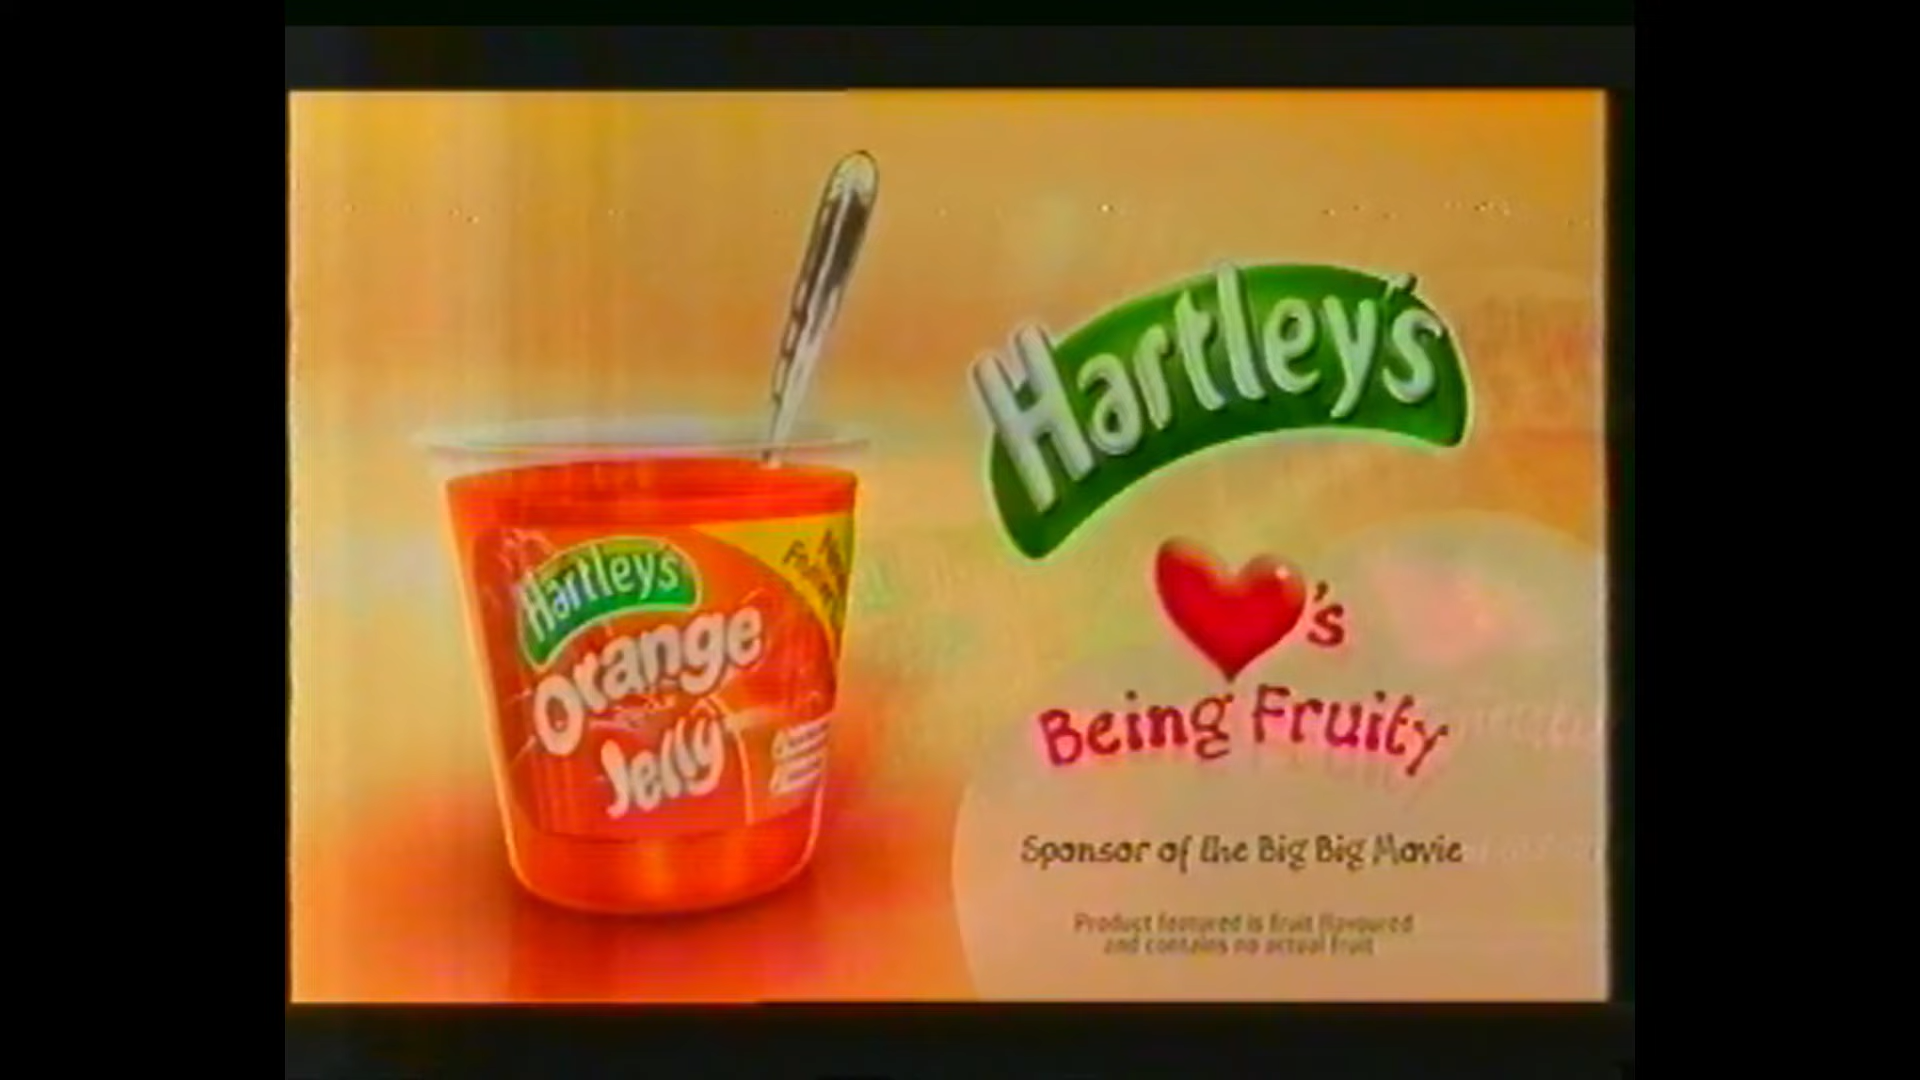 Hartley's
Orange
Jelly
Hartley's
's
Being Fruity
Sponsor of the Big Big Movie
Product featured is fruit flavoured
and contains no actual fruit